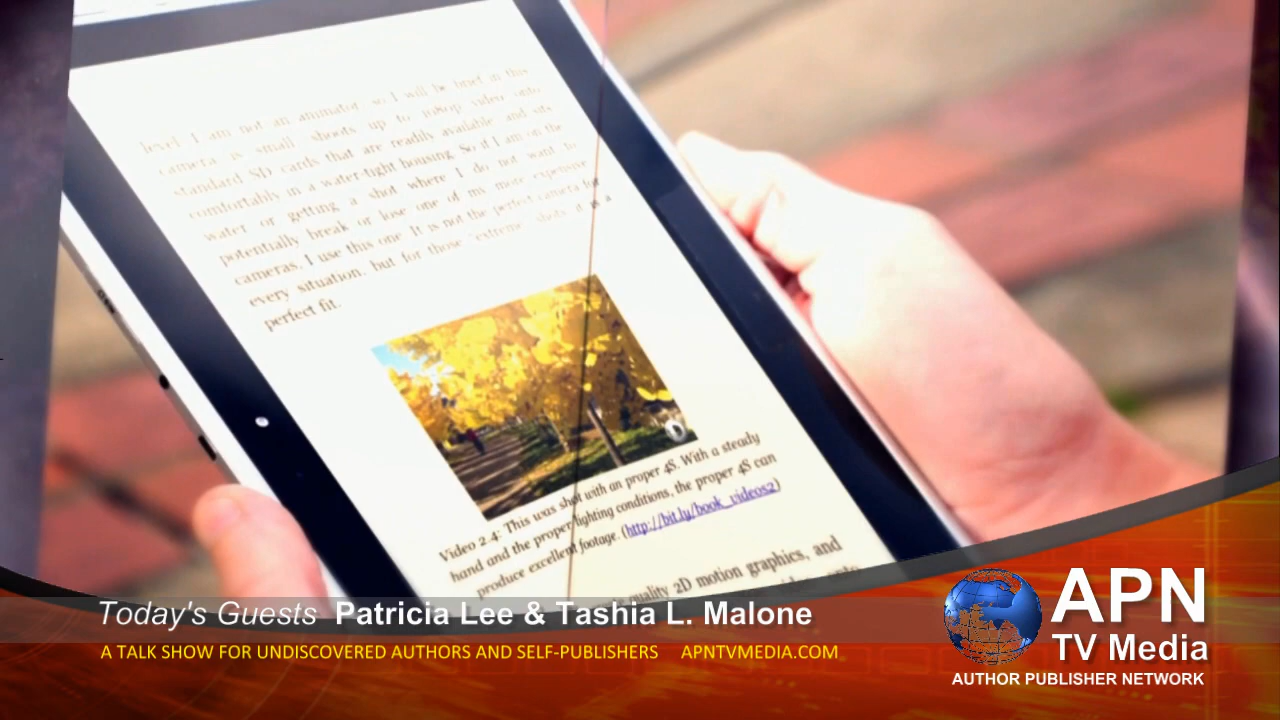 level. I am not an animator, so I will be brief in this
camera is small shoots up to 1080p video onto
standard SD cards that are readily available and sits
comfortably in a water-tight housing. So if I am on the
water or getting a shot where I do not want to
potentially break or lose one of my more expensive
cameras, I use this one. It is not the perfect camera for
every situation, but for those "extreme" shots it is a
perfect fit.
Video 2.4: This was shot with an proper 4S. With a steady
hand and the proper lighting conditions, the proper 4S can
produce excellent footage. (http://bit.ly/book_videos2)
quality 2D motion graphics, and
Today's Guests Patricia Lee & Tashia L. Malone
A TALK SHOW FOR UNDISCOVERED AUTHORS AND SELF-PUBLISHERS APNTVMEDIA.COM
APN
TV Media
AUTHOR PUBLISHER NETWORK